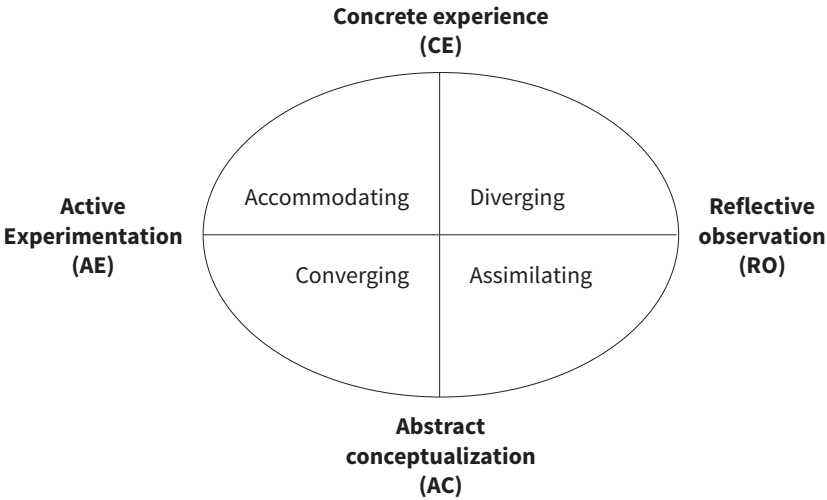 Concrete experience
(CE)
Accommodating
Diverging
Active
Experimentation
(AE)
Reflective
observation
(RO)
Converging
Assimilating
Abstract
conceptualization
(AC)